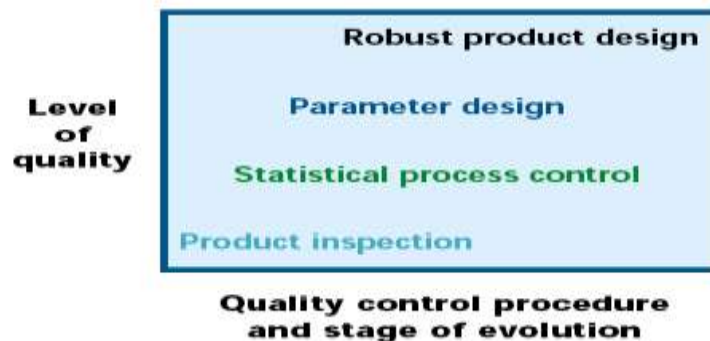 Robust product design
Level
of
quality
Parameter design
Statistical process control
Product inspection
Quality control procedure
and stage of evolution